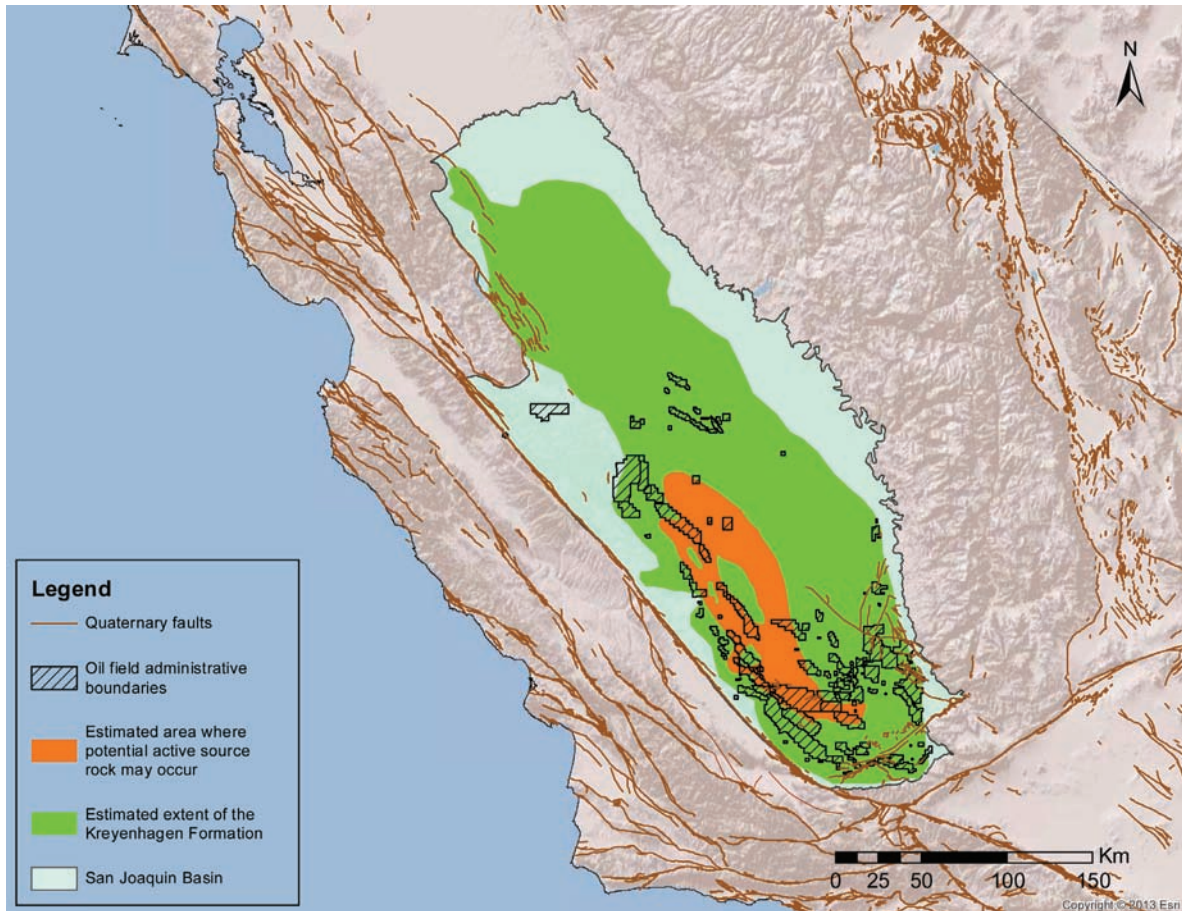 N
Legend
Quaternary faults
Oil field administrative
boundaries
Estimated area where
potential active source
rock may occur
Estimated extent of the
Kreyenhagen Formation
San Joaquin Basin
Km
0 25 50 100 150
Copyright © 2013 Esri